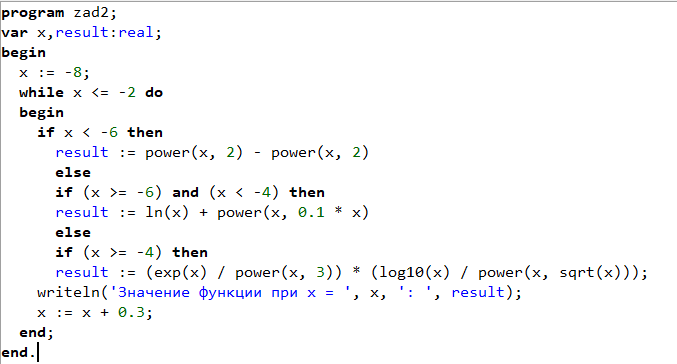 program zad2;
var x,result:real;
begin
x := -8;
while x <= -2 do
begin
if x < -6 then
result := power(x, 2) - power(x, 2)
else
if (x >= -6) and (x < -4) then
result := ln(x) + power(x, 0.1 * x)
else
if (x >= -4) then
result := (exp(x) / power(x, 3)) * (log10(x) / power(x, sqrt(x)));
writeln('Значение функции при x = ', x, ': ', result);
x := x + 0.3;
end;
end.